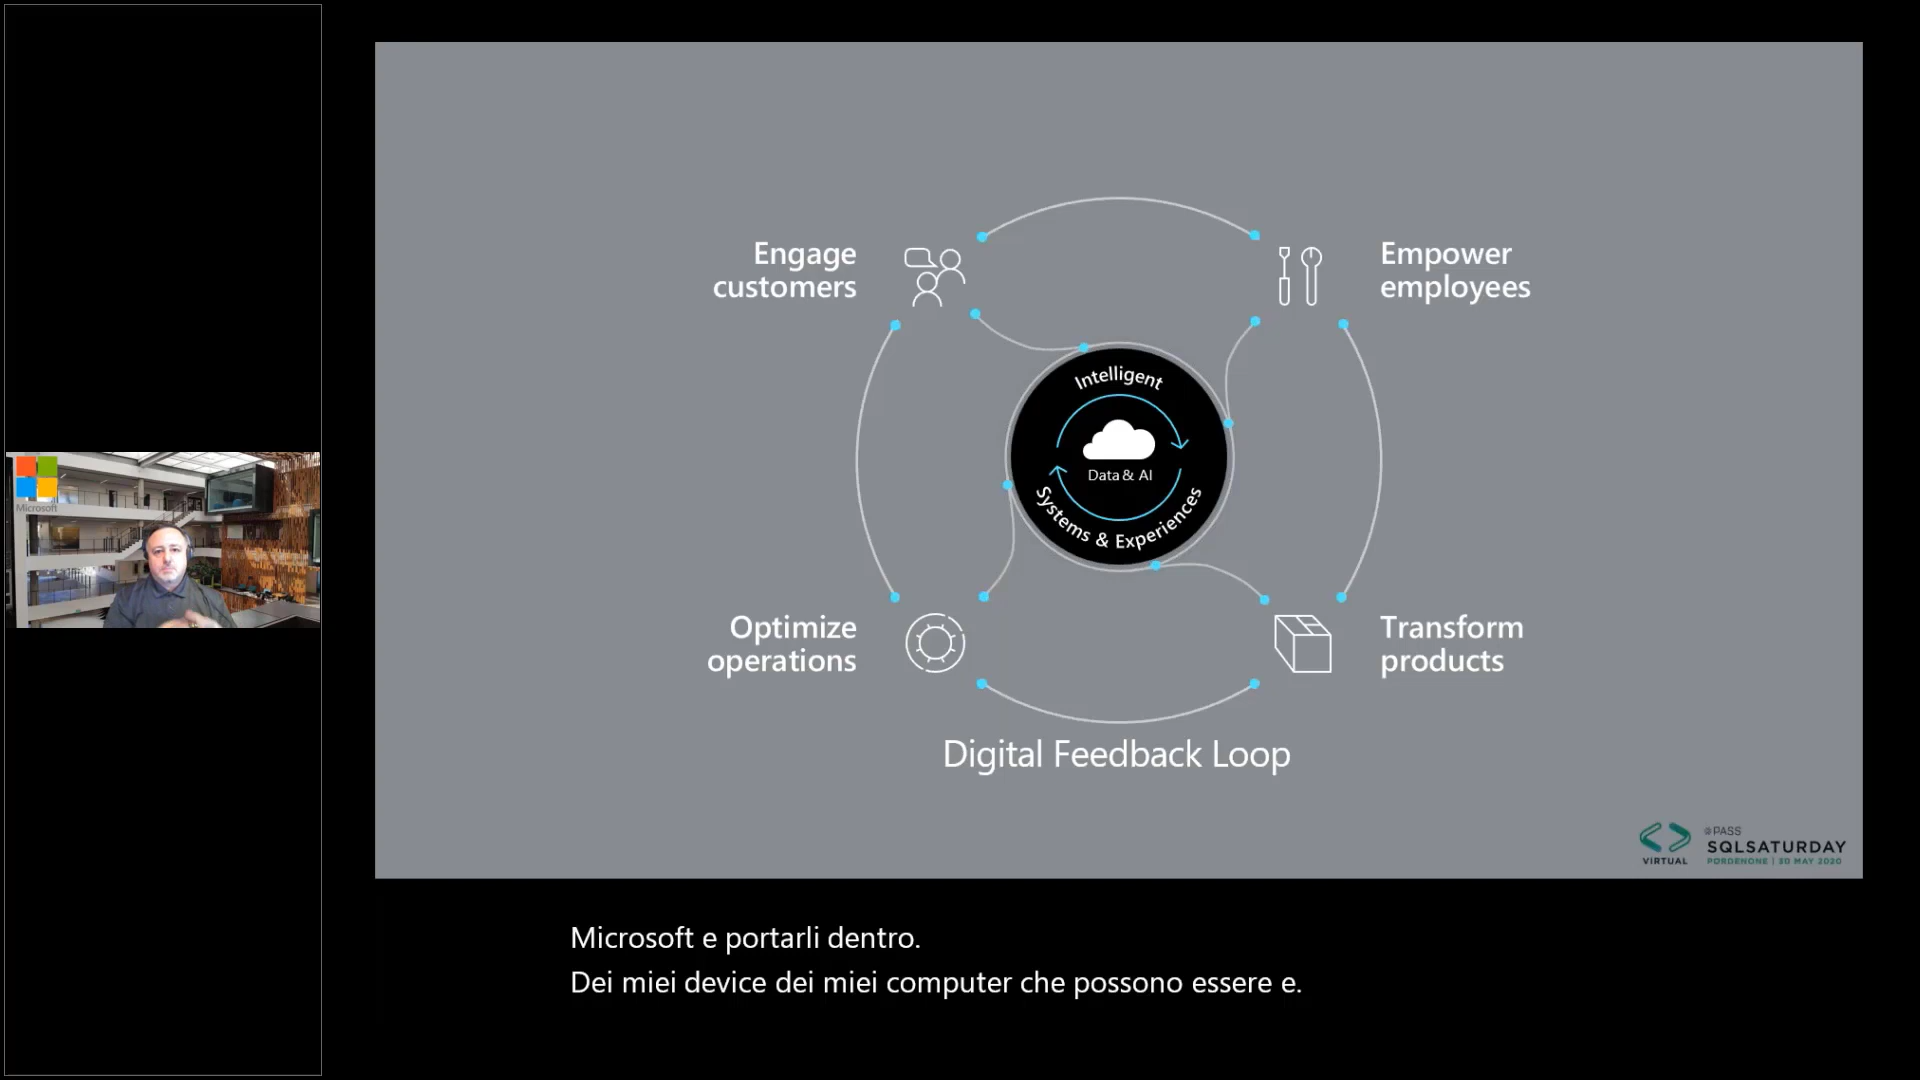 Engage
customers
Empower
employees
Intelligent
Data & AI
Systems & Experiences
Optimize
operations
Transform
products
Digital Feedback Loop
Microsoft
PASS
SQLSATURDAY
VIRTUAL
PORDENONE | 30 MAY 2020
Microsoft e portarli dentro.
Dei miei device dei miei computer che possono essere e.